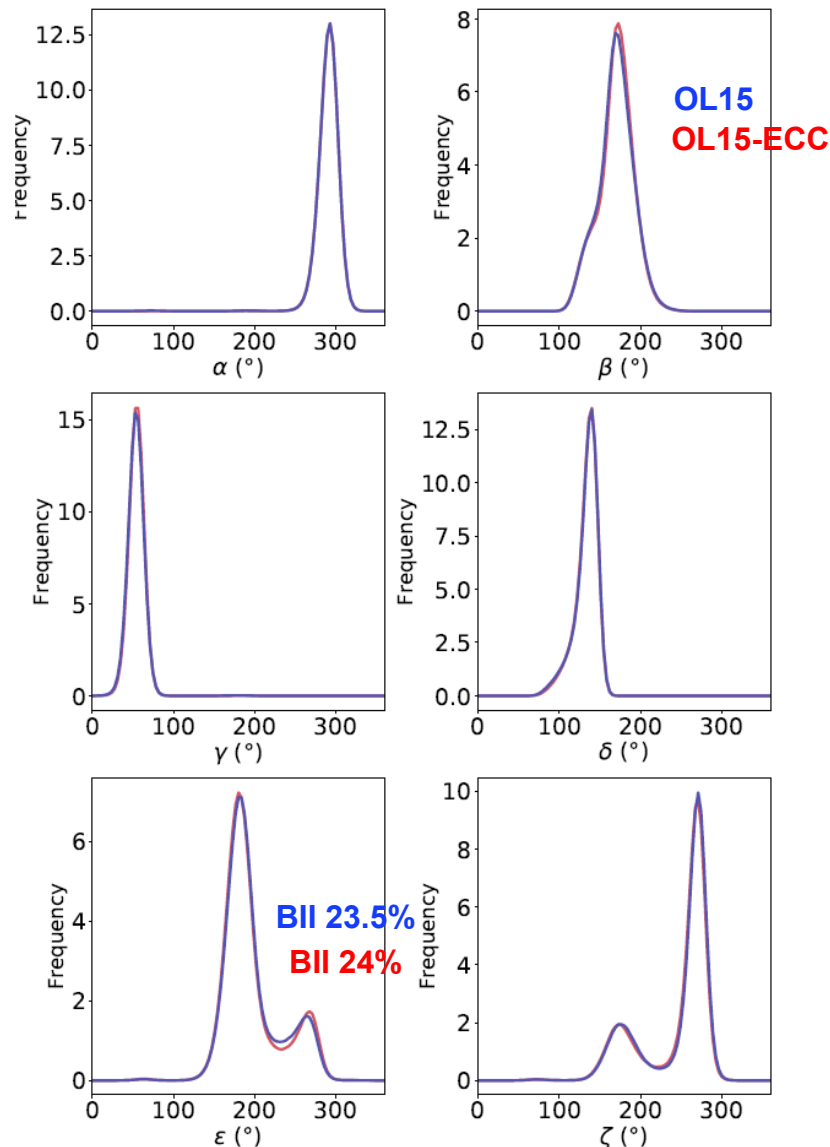 12.5
10.0
7.5
5.0
2.5
0.0
Frequency
0 100 200 300
α (°)
8
6
4
2
0
Frequency
OL15
OL15-ECC
0 100 200 300
β (°)
15
10
5
0
Frequency
0 100 200 300
γ (°)
12.5
10.0
7.5
5.0
2.5
0.0
Frequency
0 100 200 300
δ (°)
6
4
2
0
Frequency
BII 23.5%
BII 24%
0 100 200 300
ε (°)
10
8
6
4
2
0
Frequency
0 100 200 300
ζ (°)